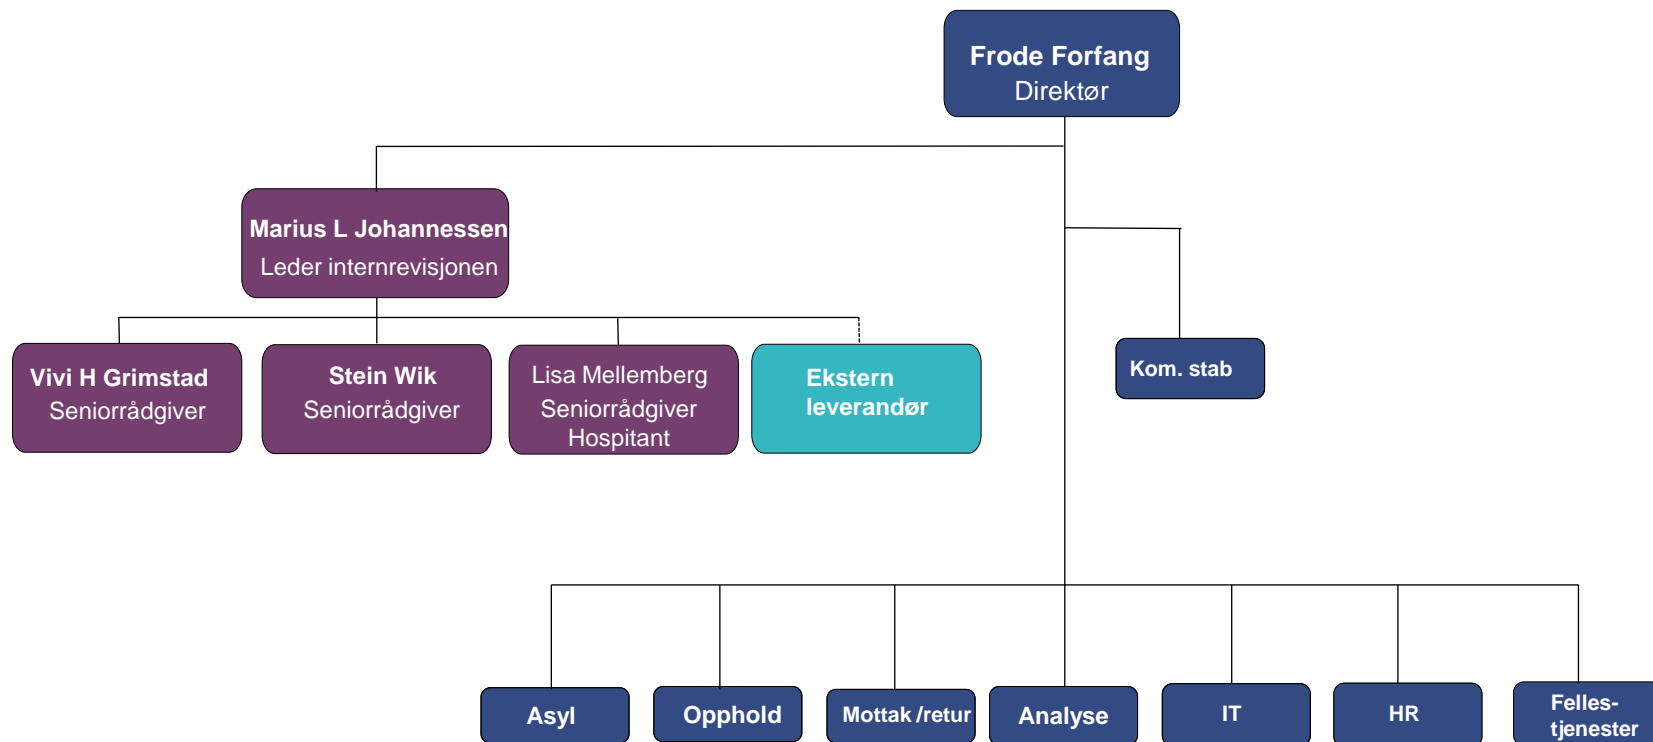 Frode Forfang
Direktør
Marius L Johannessen
Leder internrevisjonen
Vivi H Grimstad
Seniorrådgiver
Stein Wik
Seniorrådgiver
Lisa Mellemberg
Seniorrådgiver
Hospitant
Ekstern
leverandør
Kom. stab
Asyl
Opphold
Mottak /retur
Analyse
IT
HR
Felles-
tjenester